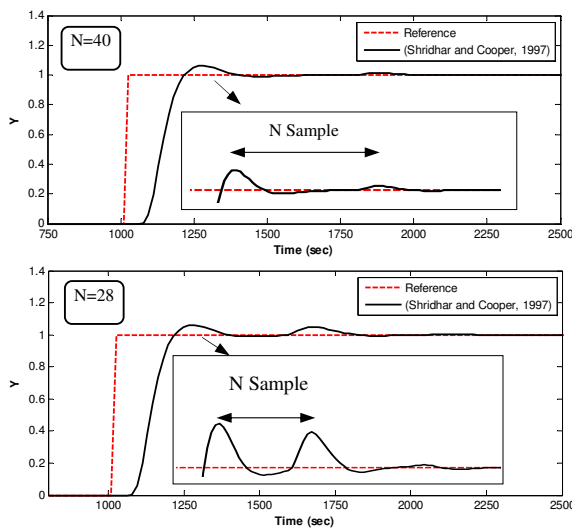 1.4
N=40
Reference
(Shridhar and Cooper, 1997)
1.2
1
0.8
Y
0.6
N Sample
0.4
0.2
0
750 1000 1250 1500 1750 2000 2250 2500
Time (sec)
1.4
N=28
Reference
(Shridhar and Cooper, 1997)
1.2
1
0.8
Y
N Sample
0.6
0.4
0.2
0
1000 1250 1500 1750 2000 2250 2500
Time (sec)